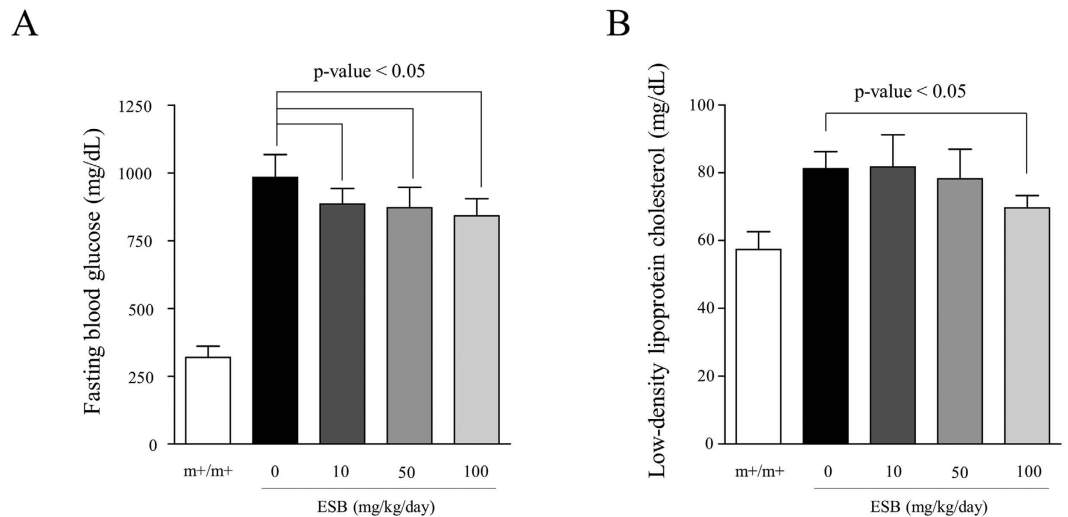 A
p-value < 0.05
Fasting blood glucose (mg/dL)
1250
1000
750
500
250
0
m+/m+ 0 10 50 100
ESB (mg/kg/day)
B
p-value < 0.05
Low-density lipoprotein cholesterol (mg/dL)
100
80
60
40
20
0
m+/m+ 0 10 50 100
ESB (mg/kg/day)